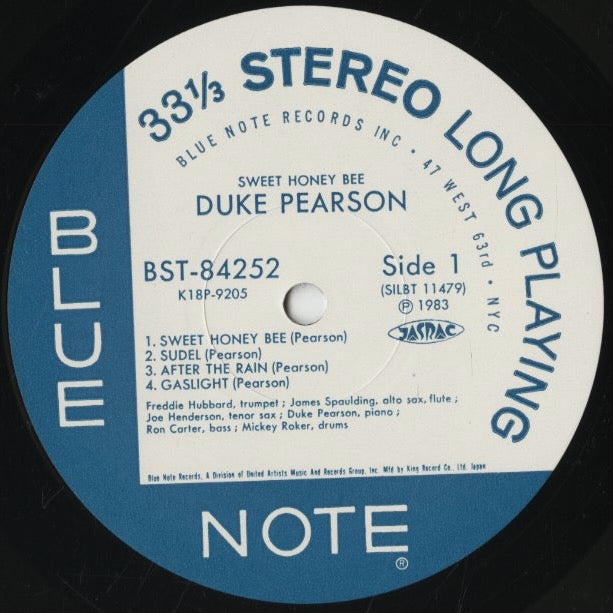 33⅓ STEREO LONG PLAYING
BLUE NOTE RECORDS INC • 47 WEST 63rd • NYC
SWEET HONEY BEE
DUKE PEARSON
BST-84252
K18P-9205
Side 1
(SILBT 11479)
Ⓟ 1983
JASRAC
1. SWEET HONEY BEE (Pearson)
2. SUDEL (Pearson)
3. AFTER THE RAIN (Pearson)
4. GASLIGHT (Pearson)
Freddie Hubbard, trumpet ; James Spaulding, alto sax, flute ;
Joe Henderson, tenor sax ; Duke Pearson, piano ;
Ron Carter, bass ; Mickey Roker, drums
Blue Note Records, A Division of United Artists Music And Records Group, Inc. Mfd by King Record Co., Ltd. Japan
BLUE
NOTE®